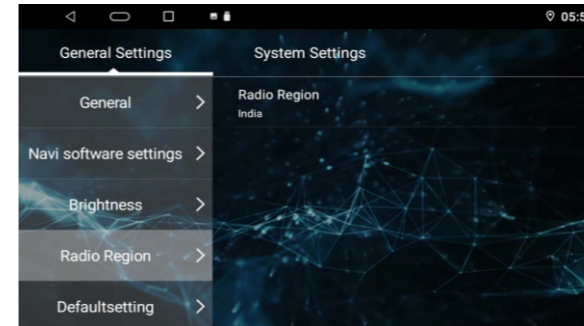 05:5
General Settings
System Settings
General
Navi software settings
Brightness
Radio Region
Defaultsetting
Radio Region
India